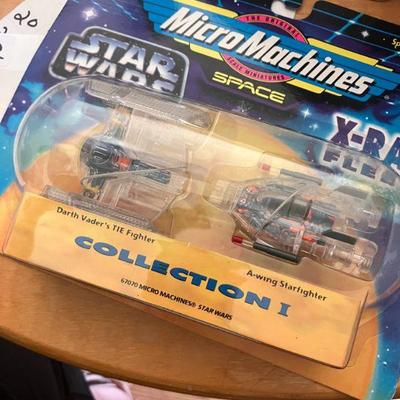 20
STAR
WARS
THE ORIGINAL
Micro Machines
SCALE MINIATURES
SPACE
X-RA
FLE
Darth Vader's TIE Fighter
A-wing Starfighter
COLLECTION I
67070 MICRO MACHINES® STAR WARS